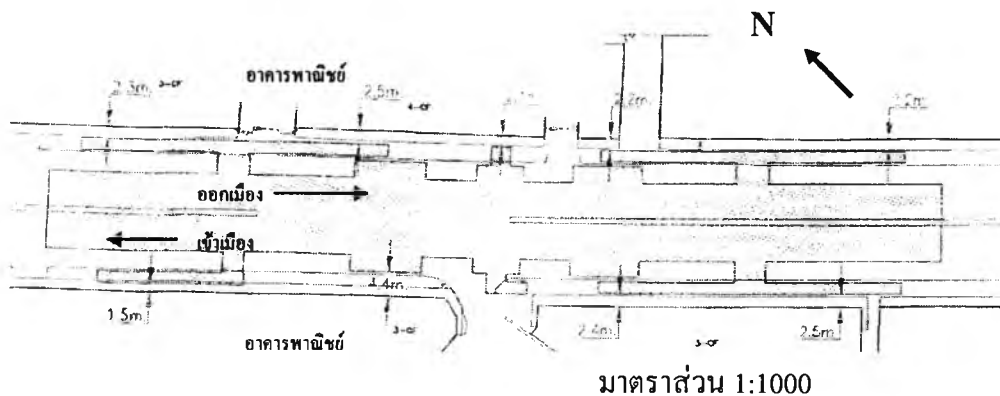 N
อาคารพาณิชย์
2.3m
2.5m
2.2m
2.2m
ออกเมือง
เข้าเมือง
4.4m
1.5m
2.4m
2.5m
อาคารพาณิชย์
มาตราส่วน 1:1000